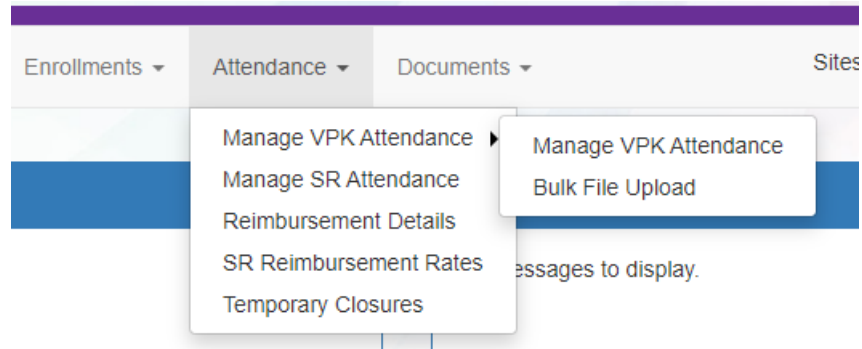 Enrollments Attendance Documents Sites
Manage VPK Attendance Manage VPK Attendance
Manage SR Attendance Bulk File Upload
Reimbursement Details
SR Reimbursement Rates essages to display.
Temporary Closures